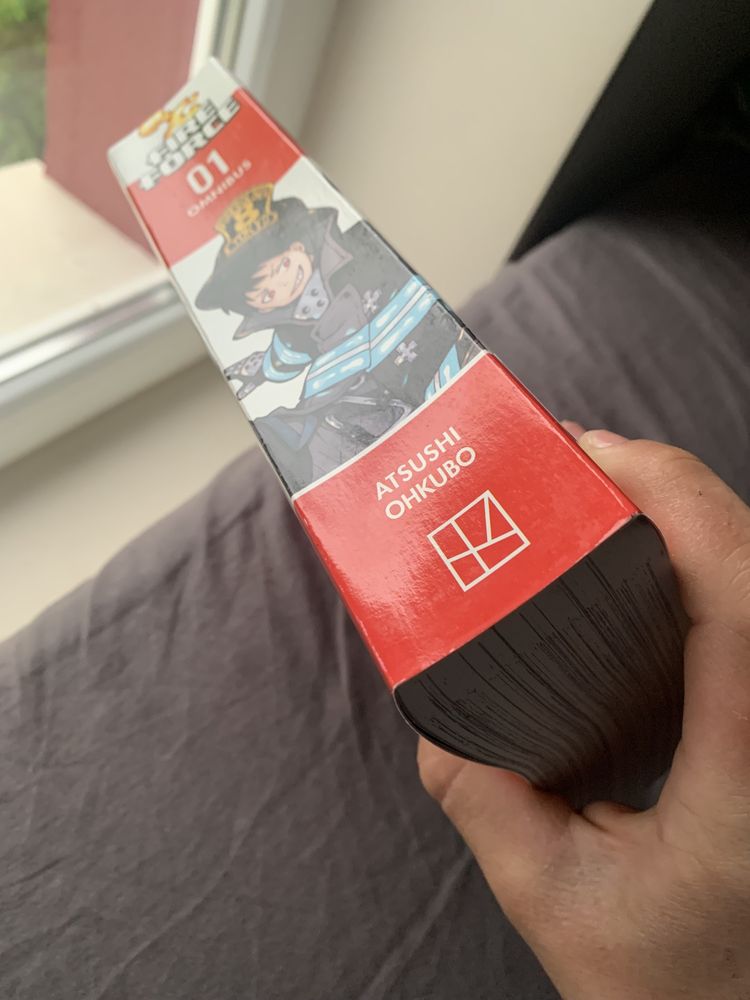 FIRE
FORCE
01
OMNIBUS
8
ATSUSHI
OHKUBO